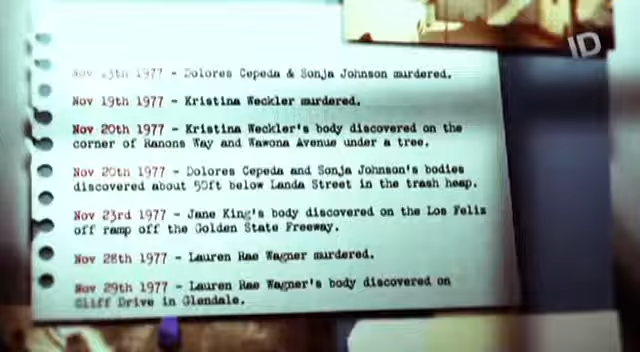 ID
Nov 1977 - Dolores Cepeda & Sonja Johnson murdered.
Nov 19th 1977 - Kristina Weckler murdered.
Nov 20th 1977 - Kristina Weckler's body discovered on the
corner of Ranons Way and Wawona Avenue under a tree.
Nov 20th 1977 - Dolores Cepeda and Sonja Johnson's bodies
discovered about 50ft below Landa Street in the trash heap.
Nov 23rd 1977 - Jane King's body discovered on the Los Feliz
off ramp off the Golden State Freeway.
Nov 28th 1977 - Lauren Rae Wagner murdered.
Nov 29th 1977 - Lauren Rae Wagner's body discovered on
Cliff Drive in Glendale.